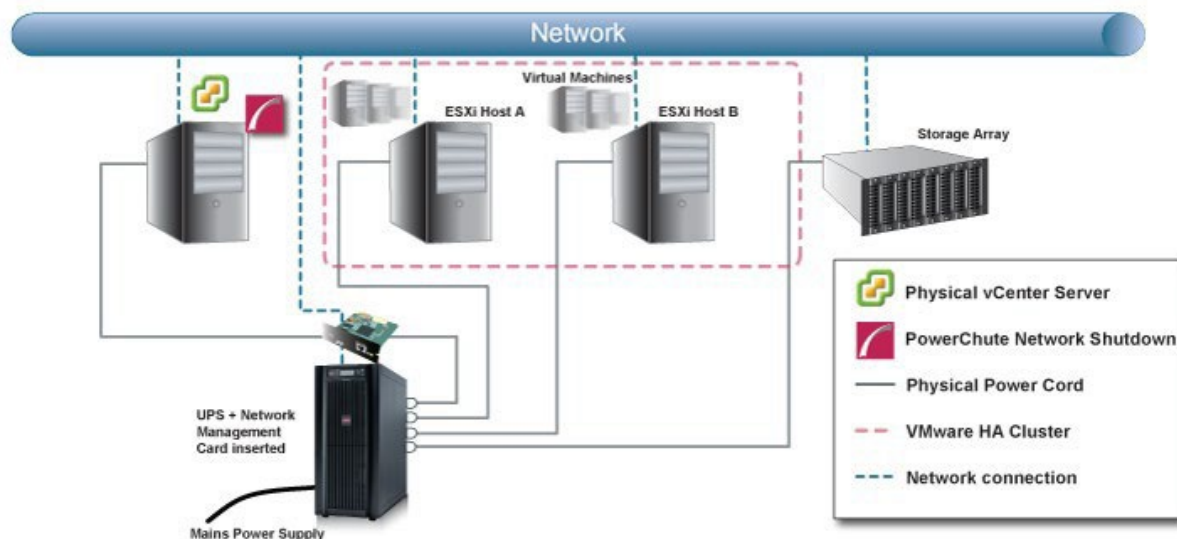 Network
Virtual Machines
ESXi Host A
ESXi Host B
Storage Array
UPS + Network
Management
Card inserted
Mains Power Supply
Physical vCenter Server
PowerChute Network Shutdown
Physical Power Cord
VMware HA Cluster
Network connection